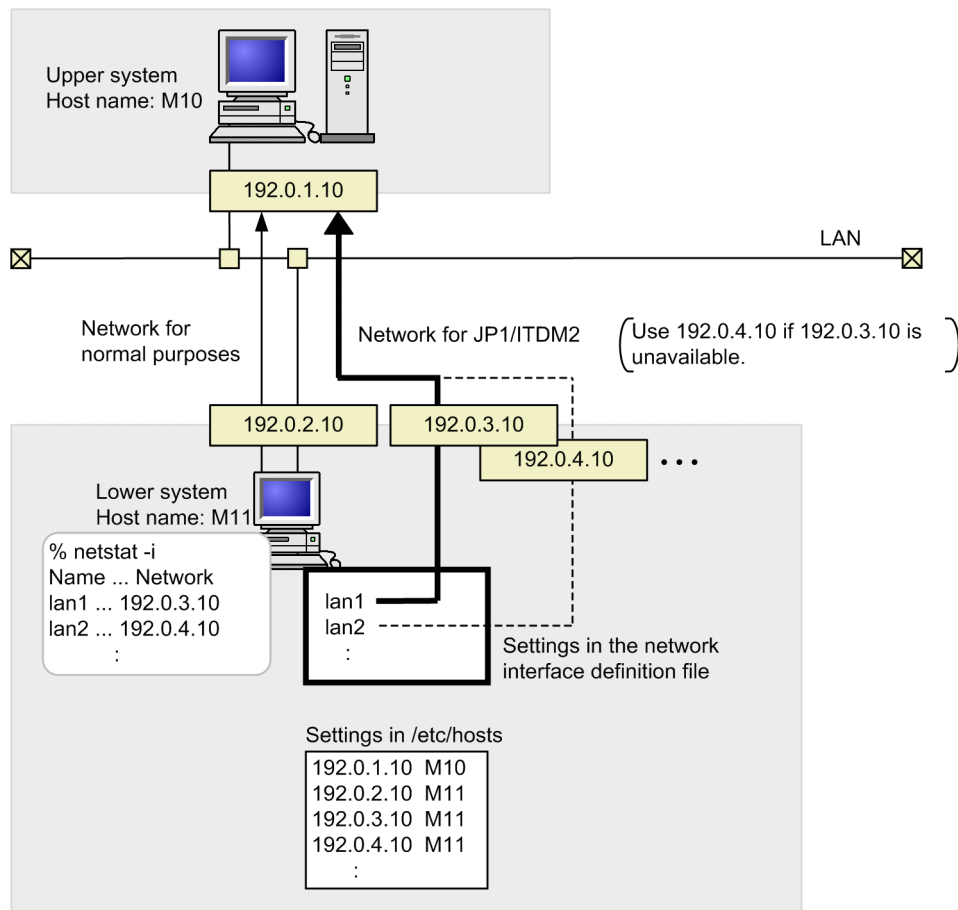 Upper system
Host name: M10
192.0.1.10
LAN
Network for
normal purposes
Network for JP1/ITDM2
Use 192.0.4.10 if 192.0.3.10 is
unavailable.
192.0.2.10
192.0.3.10
192.0.4.10
• • •
Lower system
Host name: M11
% netstat -i
Name ... Network
lan1 ... 192.0.3.10
lan2 ... 192.0.4.10
:
lan1
lan2
:
Settings in the network
interface definition file
Settings in /etc/hosts
192.0.1.10 M10
192.0.2.10 M11
192.0.3.10 M11
192.0.4.10 M11
: